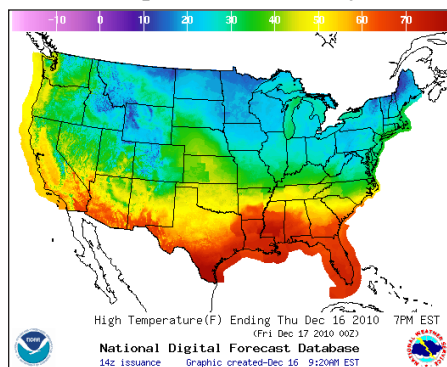 -10 0 10 20 30 40 50 60 70
High Temperature(F) Ending Thu Dec 16 2010 7PM EST
(Fri Dec 17 2010 00Z)
National Digital Forecast Database
14z issuance Graphic created-Dec 16 9:20AM EST
NOAA